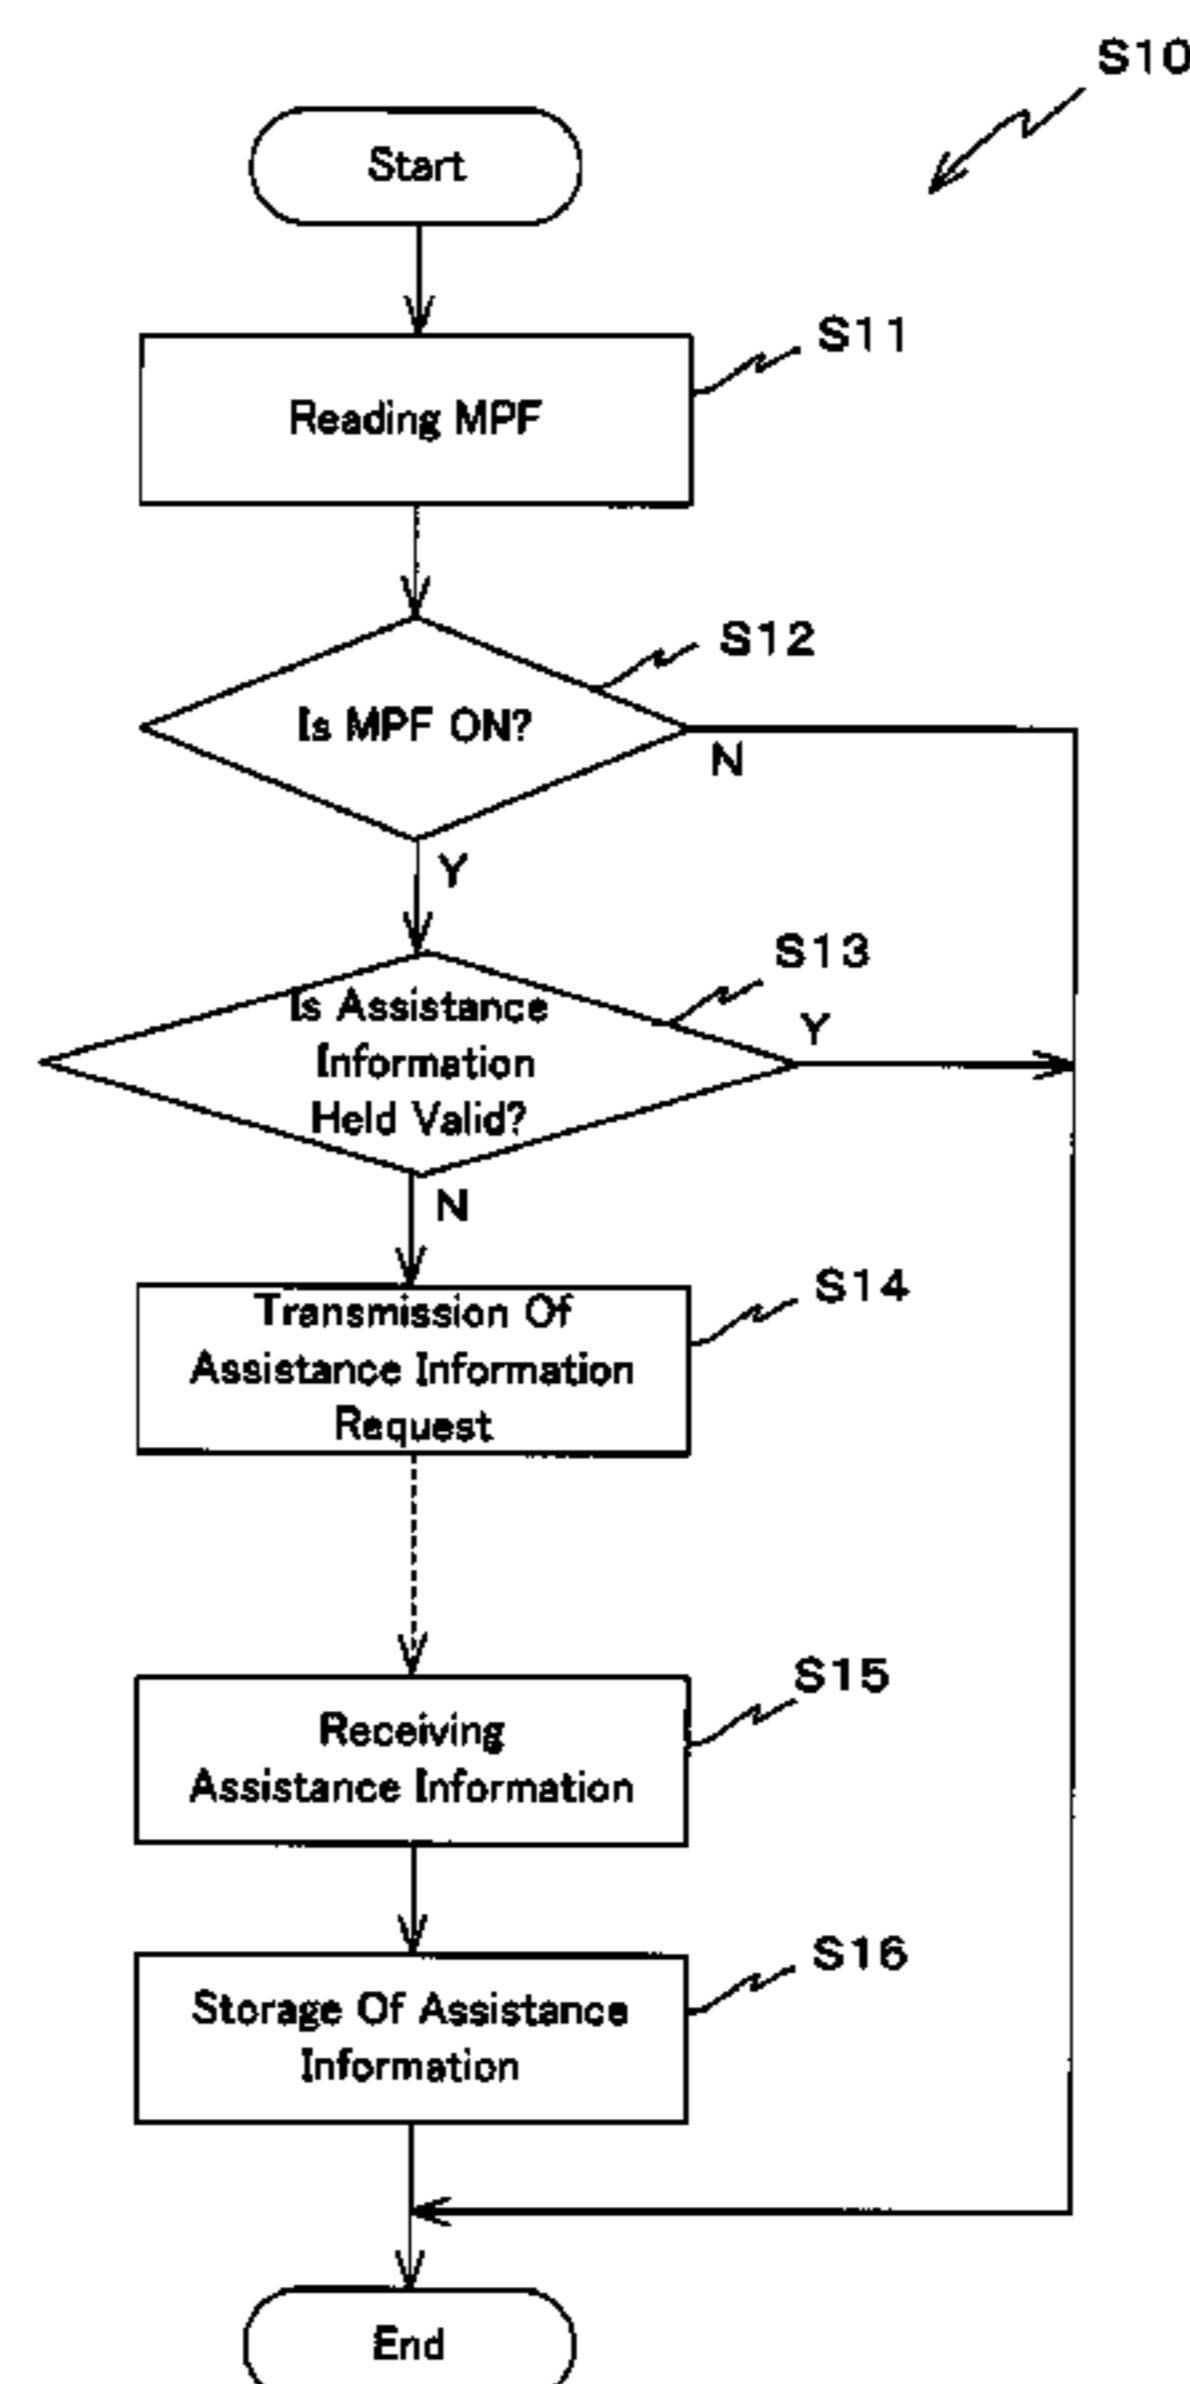 S10
Start
S11
Reading MPF
S12
Is MPF ON?
N
Y
S13
Is Assistance
Information
Held Valid?
Y
N
S14
Transmission Of
Assistance Information
Request
S15
Receiving
Assistance Information
S16
Storage Of Assistance
Information
End